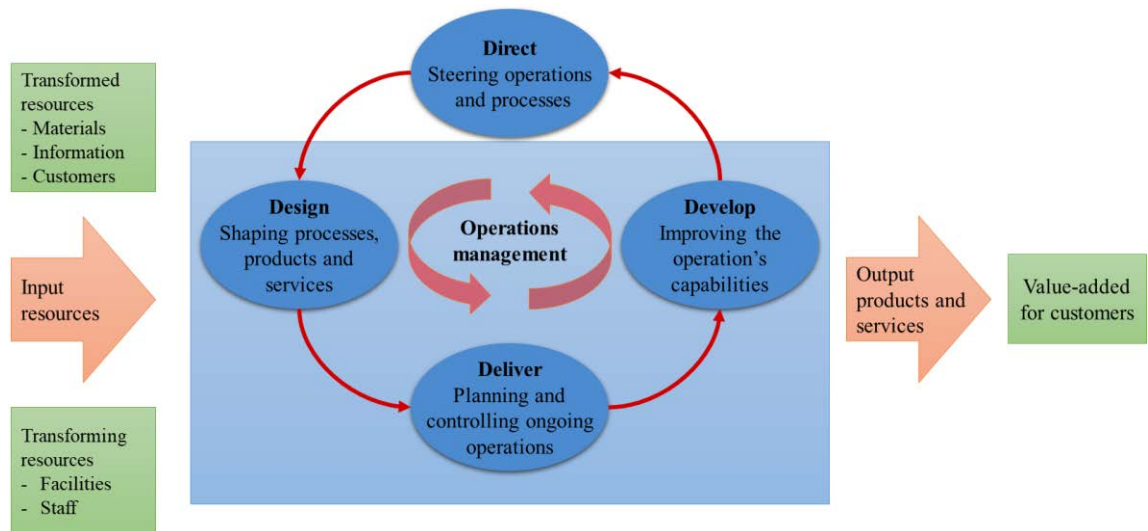 Transformed
resources
- Materials
- Information
- Customers
Input
resources
Transforming
resources
- Facilities
- Staff
Direct
Steering operations
and processes
Design
Shaping processes,
products and
services
Operations
management
Develop
Improving the
operation’s
capabilities
Deliver
Planning and
controlling ongoing
operations
Output
products and
services
Value-added
for customers